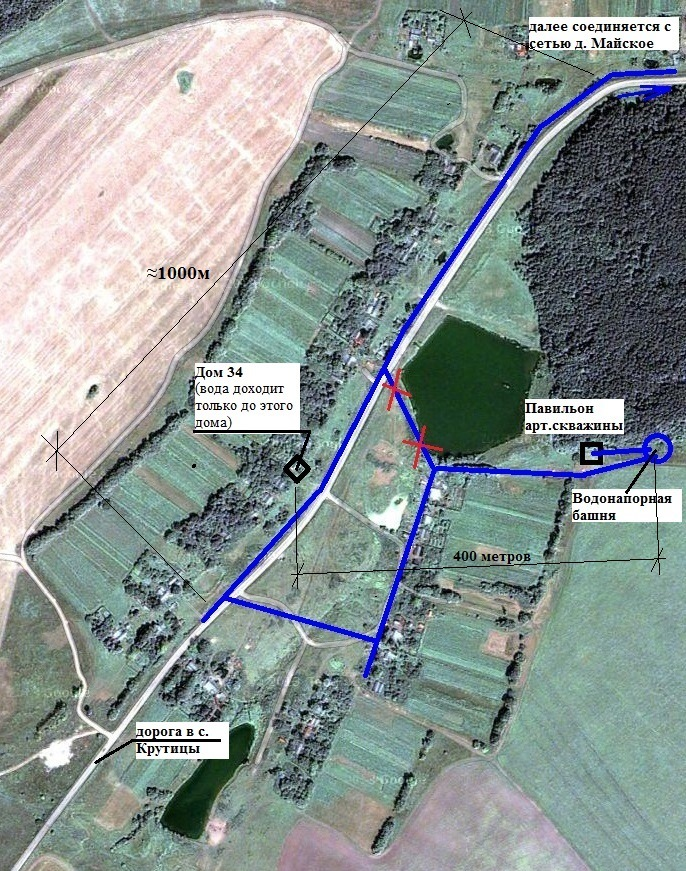 далее соединяется с
сетью д. Майское
≈1000м
Дом 34
(вода доходит
только до этого
дома)
Павильон
арт.скважины
Водонапорная
башня
400 метров
дорога в с.
Крутицы